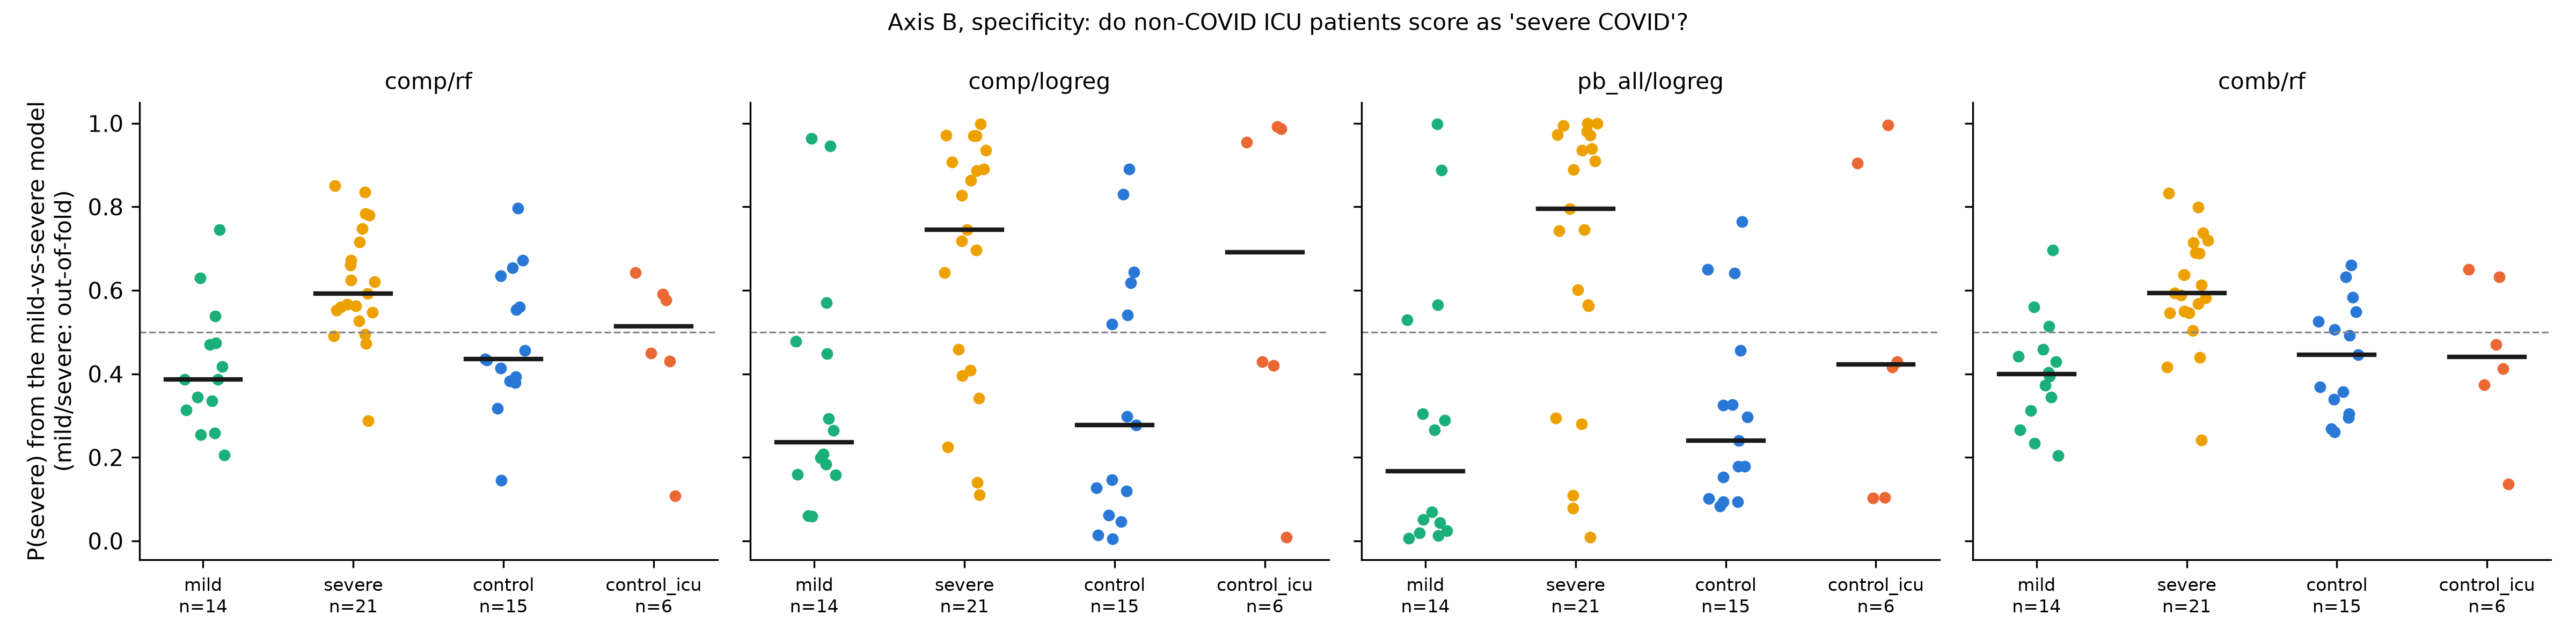 Axis B, specificity: do non-COVID ICU patients score as 'severe COVID'?
comp/rf
comp/logreg
pb_all/logreg
comb/rf
P(severe) from the mild-vs-severe model
(mild/severe: out-of-fold)
1.0
0.8
0.6
0.4
0.2
0.0
mild
n=14
severe
n=21
control
n=15
control_icu
n=6
mild
n=14
severe
n=21
control
n=15
control_icu
n=6
mild
n=14
severe
n=21
control
n=15
control_icu
n=6
mild
n=14
severe
n=21
control
n=15
control_icu
n=6